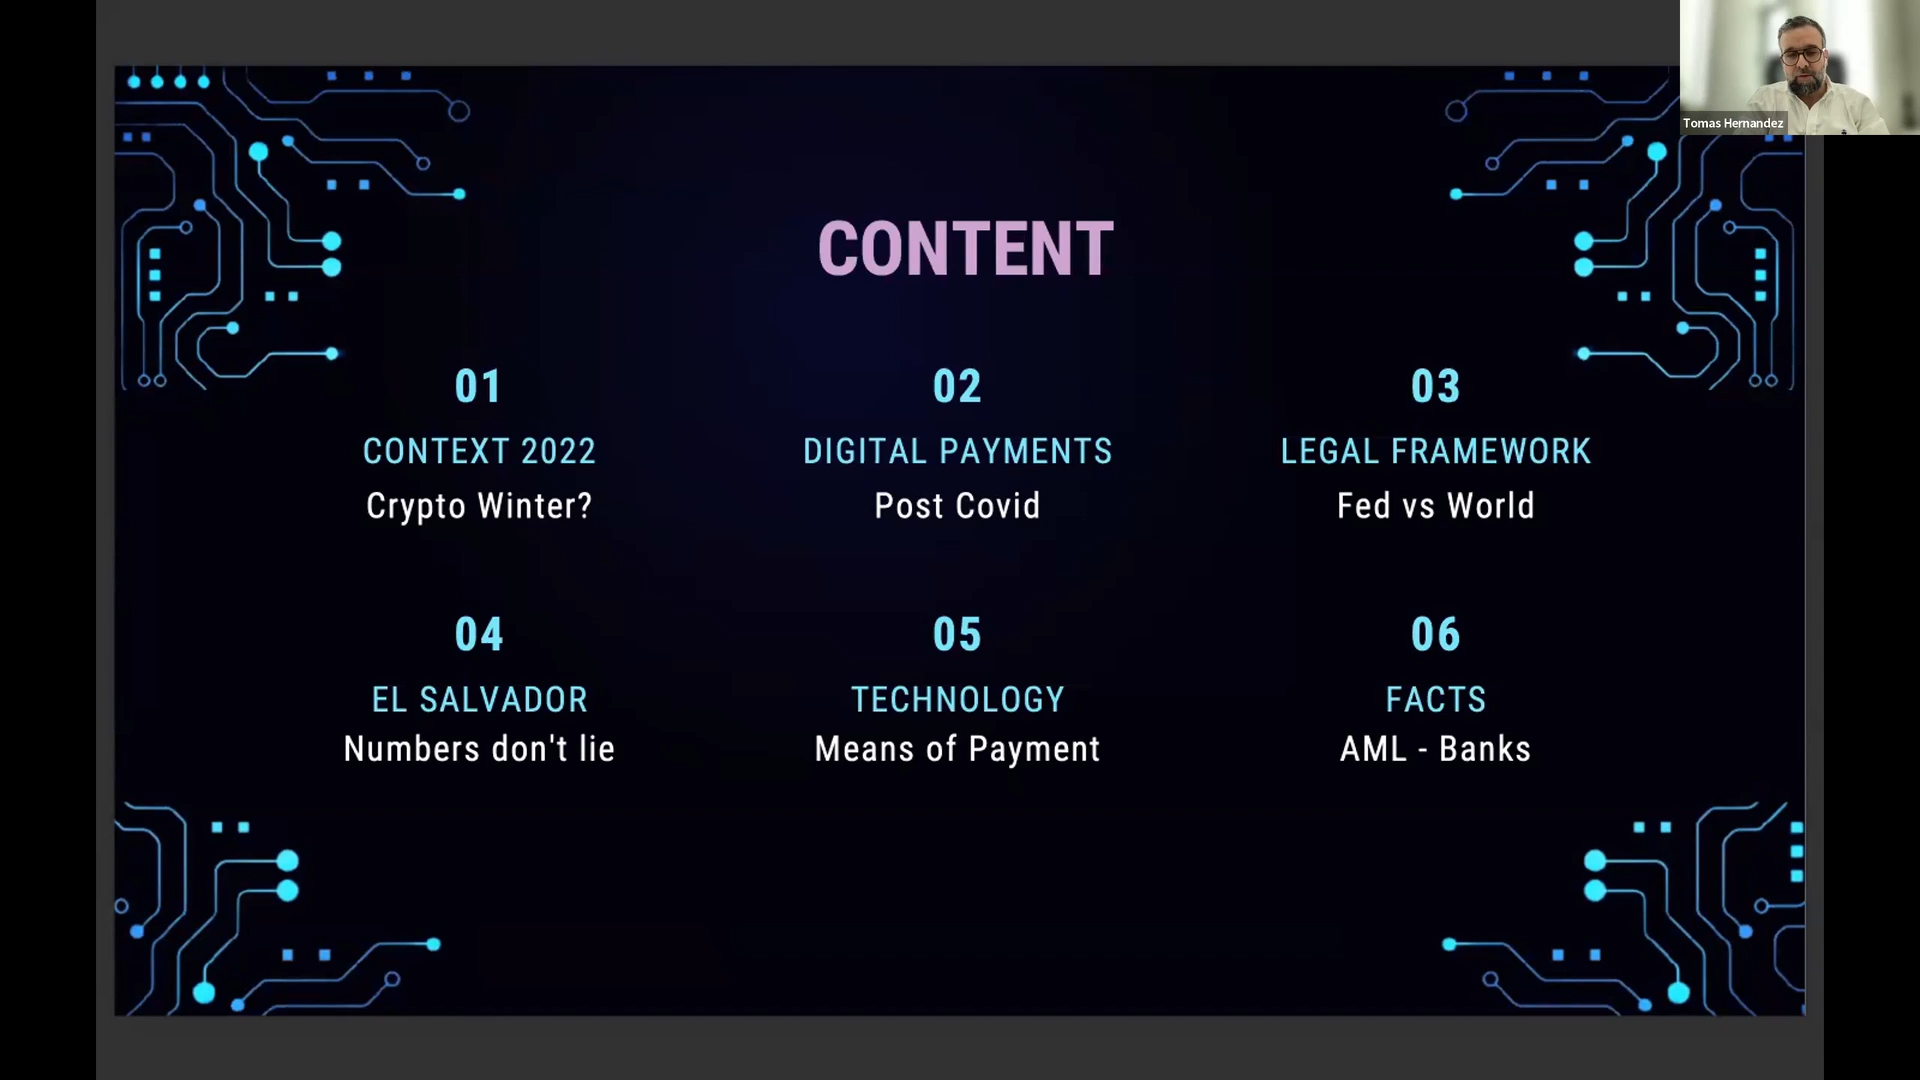 Tomas Hernandez
CONTENT
01
CONTEXT 2022
Crypto Winter?
02
DIGITAL PAYMENTS
Post Covid
03
LEGAL FRAMEWORK
Fed vs World
04
EL SALVADOR
Numbers don't lie
05
TECHNOLOGY
Means of Payment
06
FACTS
AML - Banks